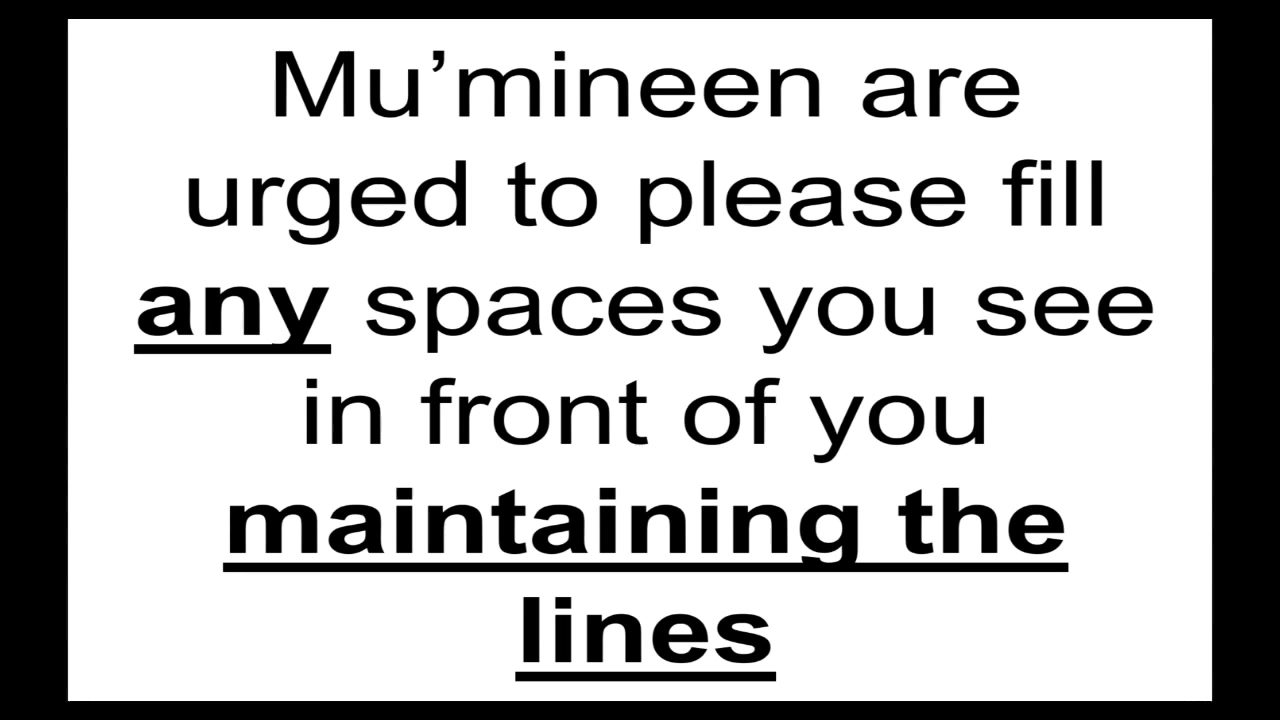 Mu’mineen are
urged to please fill
any spaces you see
in front of you
maintaining the
lines